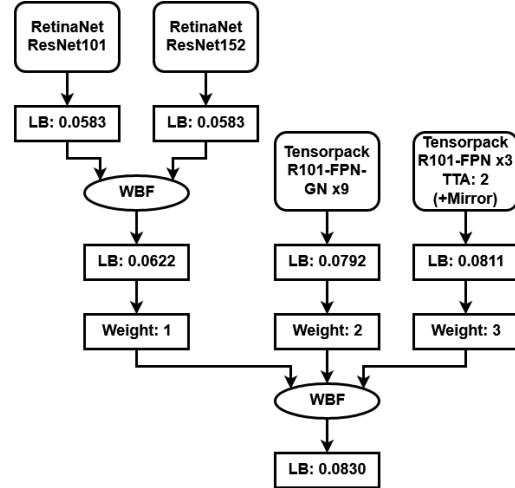 RetinaNet
ResNet101
RetinaNet
ResNet152
LB: 0.0583
LB: 0.0583
Tensorpack
R101-FPN-
GN x9
Tensorpack
R101-FPN x3
TTA: 2
(+Mirror)
WBF
LB: 0.0622
LB: 0.0792
LB: 0.0811
Weight: 1
Weight: 2
Weight: 3
WBF
LB: 0.0830